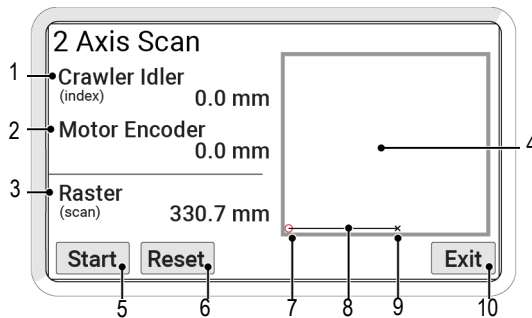 2 Axis Scan
1
Crawler Idler
(index)
0.0 mm
2
Motor Encoder
0.0 mm
3
Raster
(scan)
330.7 mm
4
Start
Reset
Exit
5
6
7
8
9
10